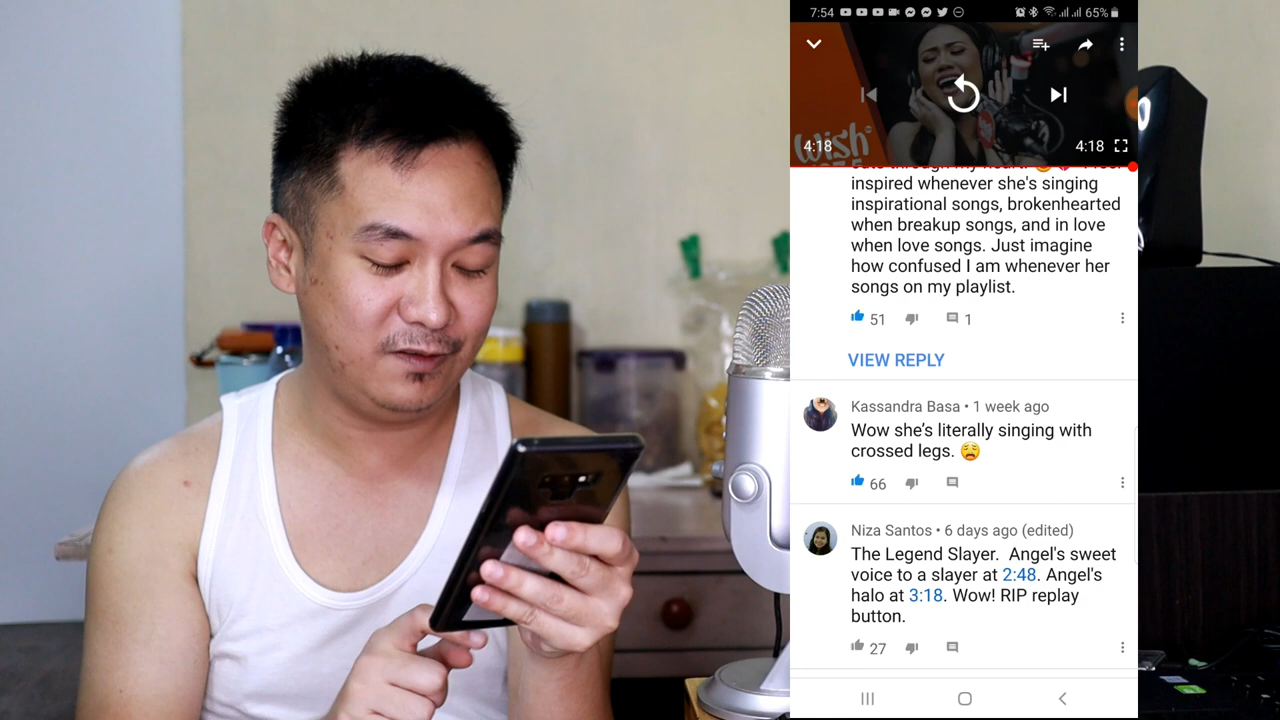 7:54
65%
wish
107.5
4:18
4:18
inspired whenever she's singing
inspirational songs, brokenhearted
when breakup songs, and in love
when love songs. Just imagine
how confused I am whenever her
songs on my playlist.
51
1
VIEW REPLY
Kassandra Basa • 1 week ago
Wow she’s literally singing with
crossed legs. 😩
66
Niza Santos • 6 days ago (edited)
The Legend Slayer.  Angel's sweet
voice to a slayer at 2:48. Angel's
halo at 3:18. Wow! RIP replay
button.
27